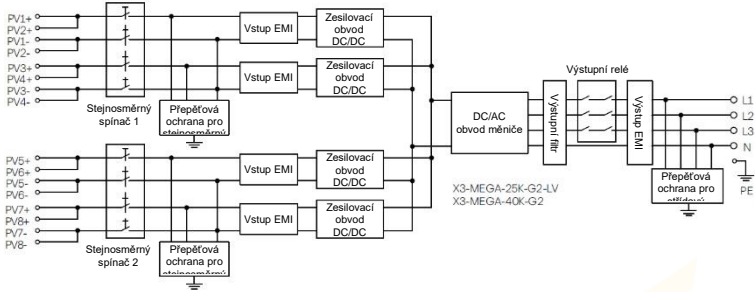 PV1+
PV2+
PV1-
PV2-
PV3+
PV4+
PV3-
PV4-
Stejnosměrný
spínač 1
Přepěťová
ochrana pro
stejnosměrný
Vstup EMI
Zesilovací
obvod
DC/DC
Vstup EMI
Zesilovací
obvod
DC/DC
PV5+
PV6+
PV5-
PV6-
PV7+
PV8+
PV7-
PV8-
Stejnosměrný
spínač 2
Přepěťová
ochrana pro
stejnosměrný
Vstup EMI
Zesilovací
obvod
DC/DC
Vstup EMI
Zesilovací
obvod
DC/DC
DC/AC
obvod měniče
Výstupní filtr
Výstupní relé
Výstup EMI
X3-MEGA-25K-G2-LV
X3-MEGA-40K-G2
Přepěťová
ochrana pro
střídavý
L1
L2
L3
N
PE